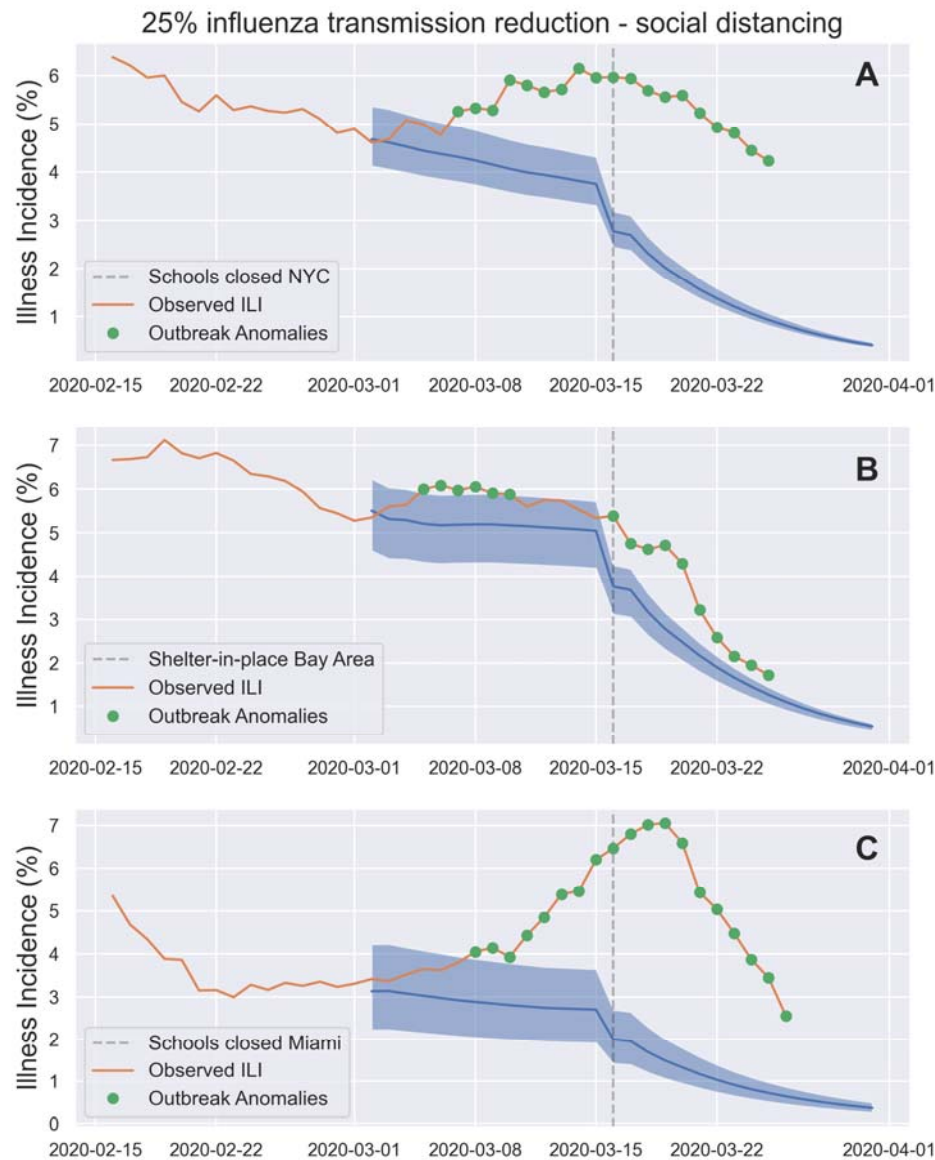 25% influenza transmission reduction - social distancing
A
Illness Incidence (%)
6
5
4
3
2
1
Schools closed NYC
Observed ILI
Outbreak Anomalies
2020-02-15 2020-02-22 2020-03-01 2020-03-08 2020-03-15 2020-03-22 2020-04-01
B
Illness Incidence (%)
7
6
5
4
3
2
1
Shelter-in-place Bay Area
Observed ILI
Outbreak Anomalies
2020-02-15 2020-02-22 2020-03-01 2020-03-08 2020-03-15 2020-03-22 2020-04-01
C
Illness Incidence (%)
7
6
5
4
3
2
1
0
Schools closed Miami
Observed ILI
Outbreak Anomalies
2020-02-15 2020-02-22 2020-03-01 2020-03-08 2020-03-15 2020-03-22 2020-04-01